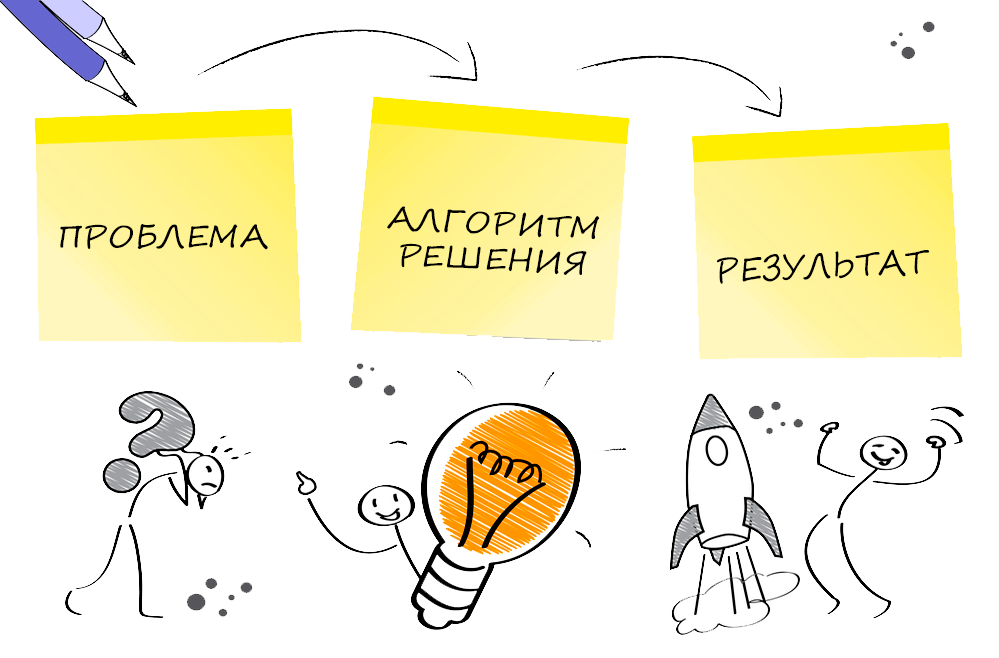 ПРОБЛЕМА
АЛГОРИТМ
РЕШЕНИЯ
РЕЗУЛЬТАТ